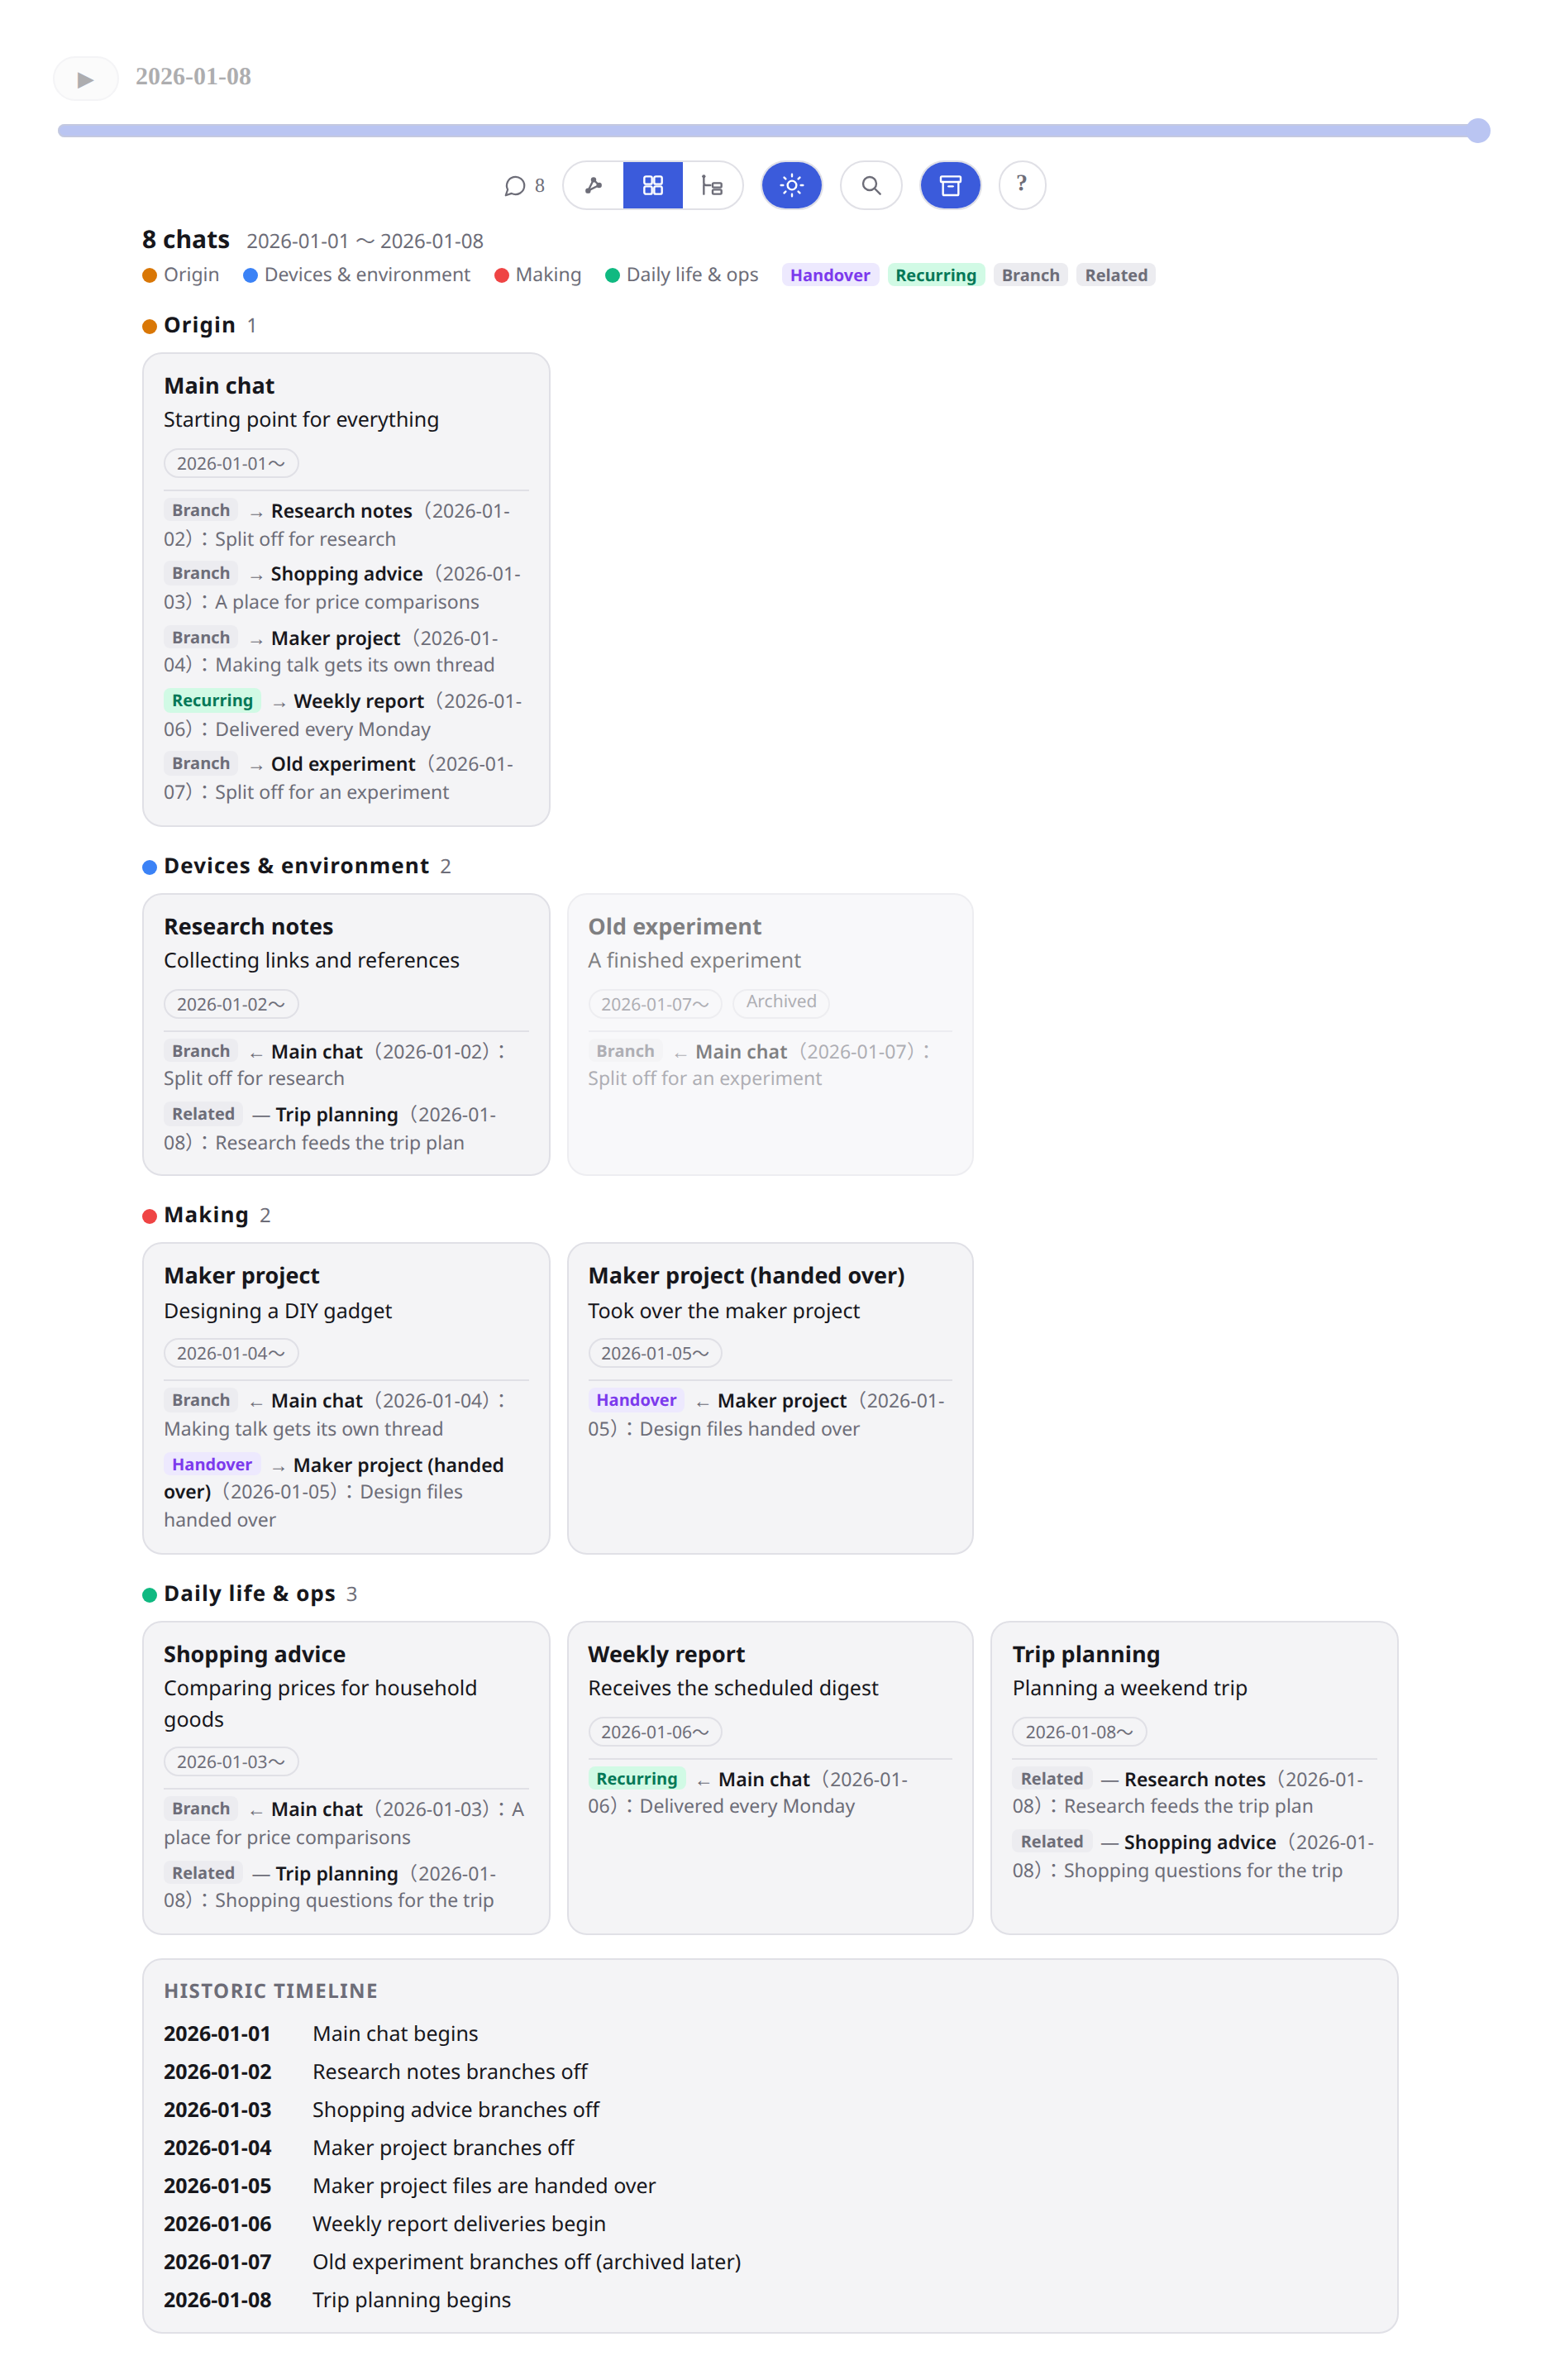 2026-01-08
8
?
8 chats 2026-01-01 ～ 2026-01-08
Origin Devices & environment Making Daily life & ops Handover Recurring Branch Related
Origin 1
Main chat
Starting point for everything
2026-01-01～
Branch → Research notes（2026-01-
02）：Split off for research
Branch → Shopping advice（2026-01-
03）：A place for price comparisons
Branch → Maker project（2026-01-
04）：Making talk gets its own thread
Recurring → Weekly report（2026-01-
06）：Delivered every Monday
Branch → Old experiment（2026-01-
07）：Split off for an experiment
Devices & environment 2
Research notes
Collecting links and references
2026-01-02～
Branch ← Main chat（2026-01-02）：
Split off for research
Related — Trip planning（2026-01-
08）：Research feeds the trip plan
Old experiment
A finished experiment
2026-01-07～ Archived
Branch ← Main chat（2026-01-07）：
Split off for an experiment
Making 2
Maker project
Designing a DIY gadget
2026-01-04～
Branch ← Main chat（2026-01-04）：
Making talk gets its own thread
Handover → Maker project (handed
over)（2026-01-05）：Design files
handed over
Maker project (handed over)
Took over the maker project
2026-01-05～
Handover ← Maker project（2026-01-
05）：Design files handed over
Daily life & ops 3
Shopping advice
Comparing prices for household
goods
2026-01-03～
Branch ← Main chat（2026-01-03）：A
place for price comparisons
Related — Trip planning（2026-01-
08）：Shopping questions for the trip
Weekly report
Receives the scheduled digest
2026-01-06～
Recurring ← Main chat（2026-01-
06）：Delivered every Monday
Trip planning
Planning a weekend trip
2026-01-08～
Related — Research notes（2026-01-
08）：Research feeds the trip plan
Related — Shopping advice（2026-01-
08）：Shopping questions for the trip
HISTORIC TIMELINE
2026-01-01 Main chat begins
2026-01-02 Research notes branches off
2026-01-03 Shopping advice branches off
2026-01-04 Maker project branches off
2026-01-05 Maker project files are handed over
2026-01-06 Weekly report deliveries begin
2026-01-07 Old experiment branches off (archived later)
2026-01-08 Trip planning begins